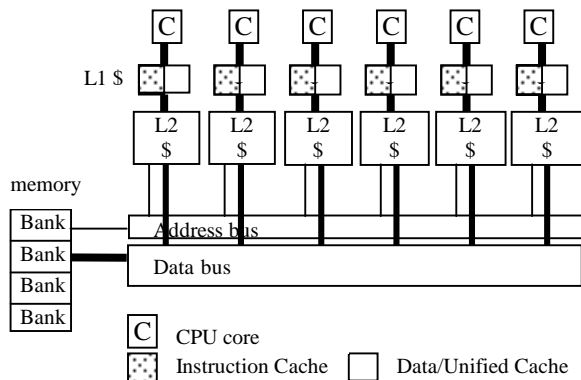 C C C C C C
L1 $
L2 L2 L2 L2 L2 L2
$ $ $ $ $ $
memory
Bank
Address bus
Bank
Data bus
Bank
Bank
C CPU core
Instruction Cache Data/Unified Cache